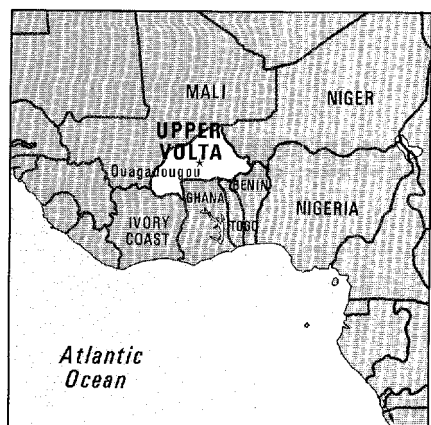 MALI
NIGER
UPPER
VOLTA
Ouagadougou
BENIN
GHANA
NIGERIA
IVORY
COAST
TOGO
Atlantic
Ocean